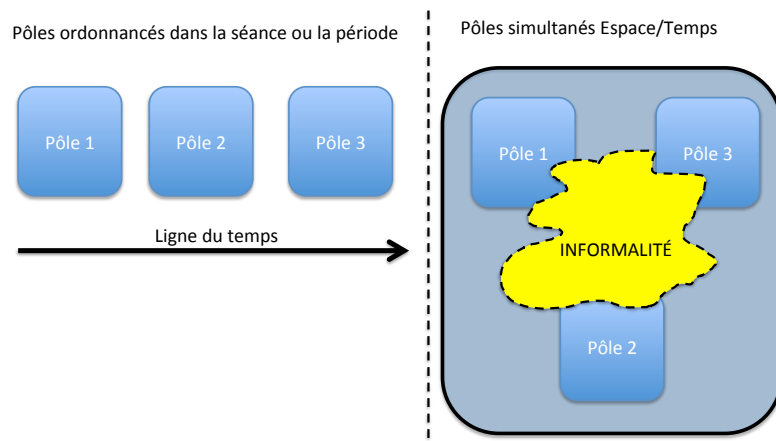 Pôles ordonnancés dans la séance ou la période
Pôle 1
Pôle 2
Pôle 3
Ligne du temps
Pôles simultanés Espace/Temps
Pôle 1
Pôle 3
INFORMALITÉ
Pôle 2